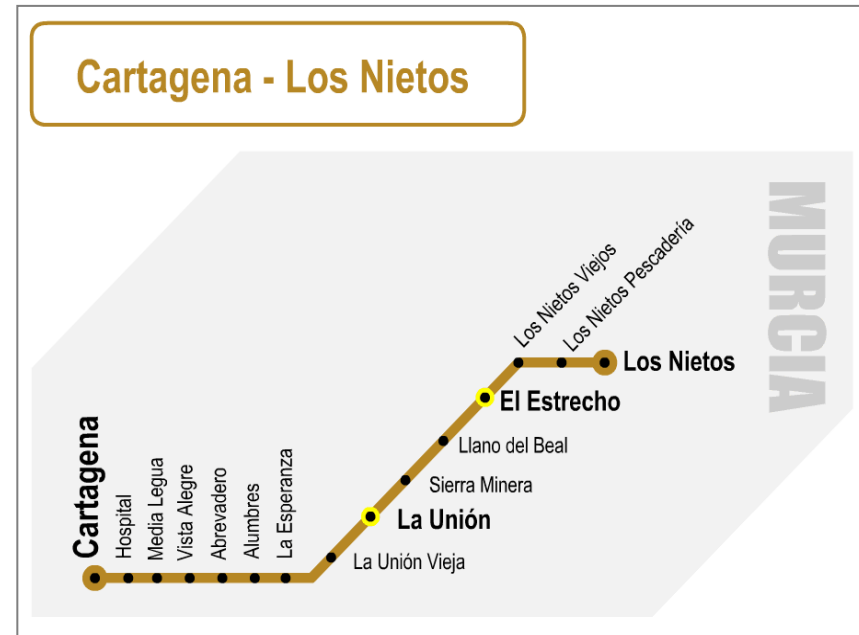 Cartagena - Los Nietos
MURCIA
Cartagena
Hospital
Media Legua
Vista Alegre
Abrevadero
Alumbres
La Esperanza
La Unión Vieja
La Unión
Sierra Minera
Llano del Beal
El Estrecho
Los Nietos Viejos
Los Nietos Pescadería
Los Nietos